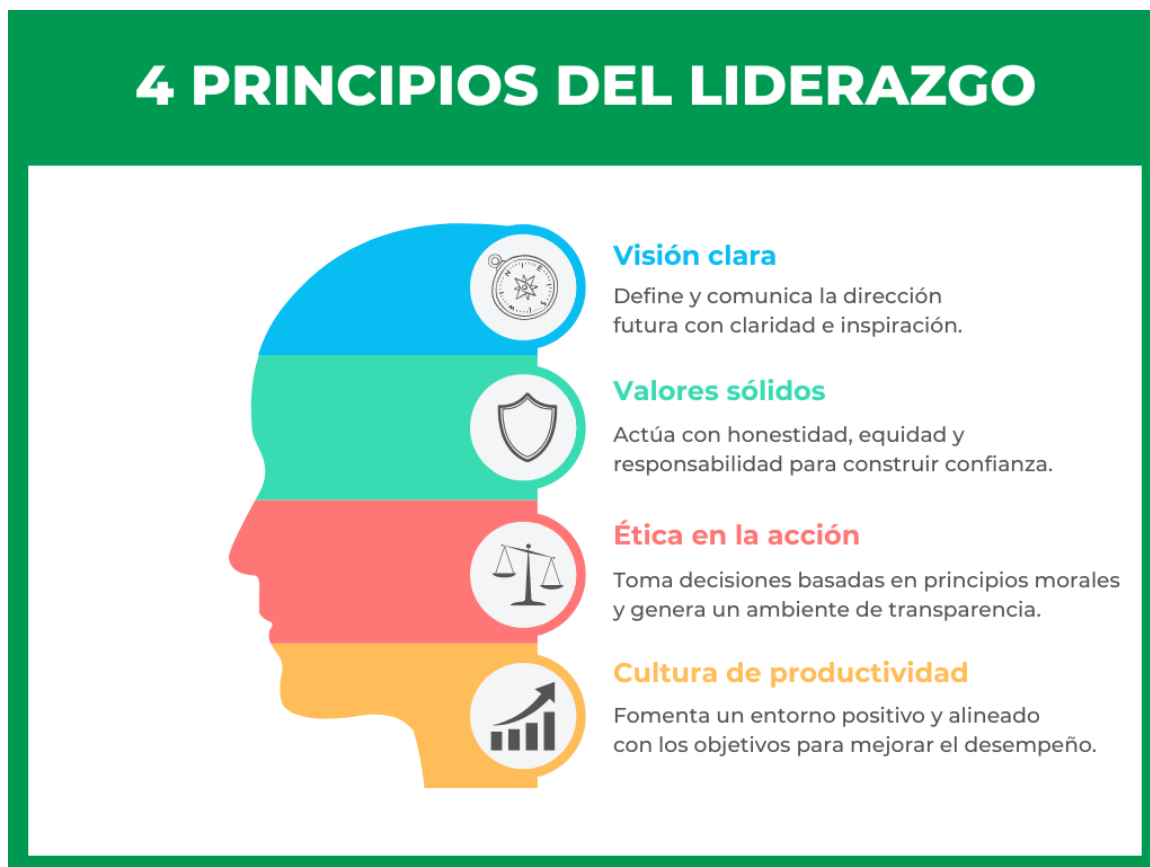 4 PRINCIPIOS DEL LIDERAZGO
Visión clara
Define y comunica la dirección
futura con claridad e inspiración.
Valores sólidos
Actúa con honestidad, equidad y
responsabilidad para construir confianza.
Ética en la acción
Toma decisiones basadas en principios morales
y genera un ambiente de transparencia.
Cultura de productividad
Fomenta un entorno positivo y alineado
con los objetivos para mejorar el desempeño.
N
E
W
S